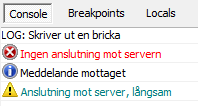 Console Breakpoints Locals
LOG: Skriver ut en bricka
Ingen anslutning mot servern
Meddelande mottaget
Anslutning mot server, långsam